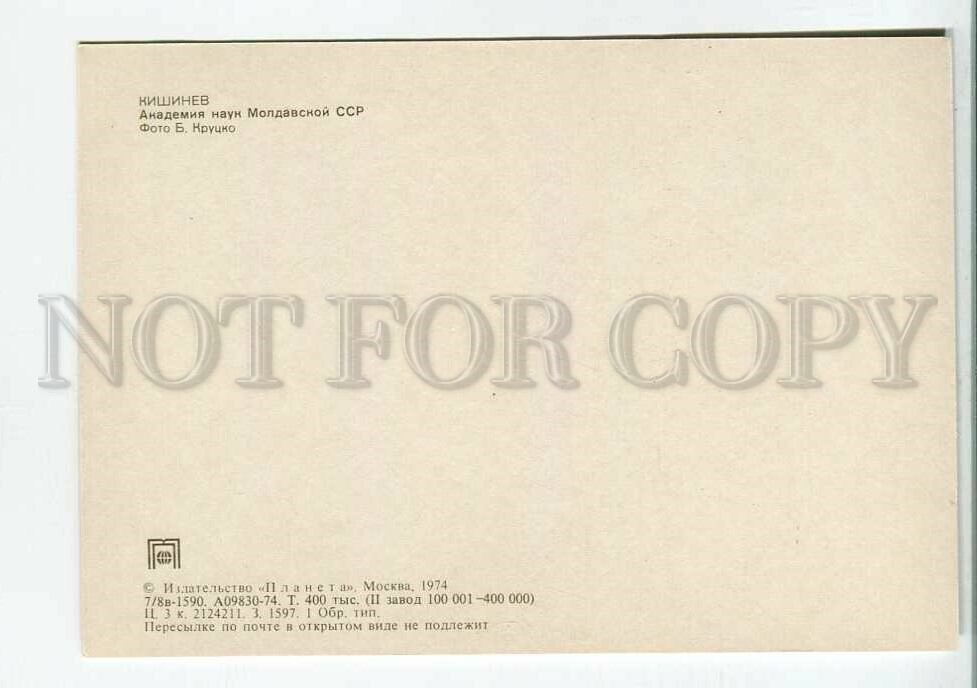 КИШИНЕВ
Академия наук Молдавской ССР
Фото Б. Круцко
NOT FOR COPY
© Издательство «Планета», Москва, 1974
7/8в-1590. А09830-74. Т. 400 тыс. (II завод 100 001—400 000)
Ц. 3 к. 2124211. З. 1597. 1 Обр. тип.
Пересылке по почте в открытом виде не подлежит